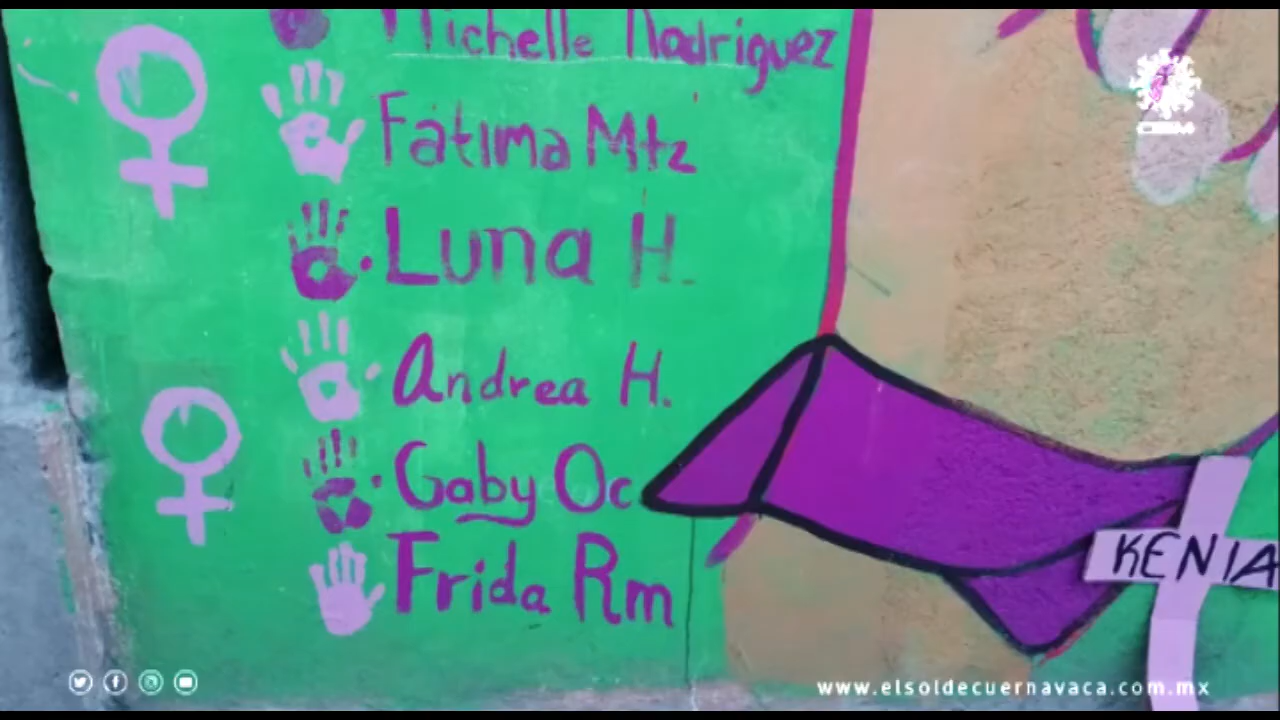 Michelle Rodriguez
Fátima Mtz
Luna H.
Andrea H.
Gaby Oc
Frida Rm
KENIA
www.elsoldecuernavaca.com.mx